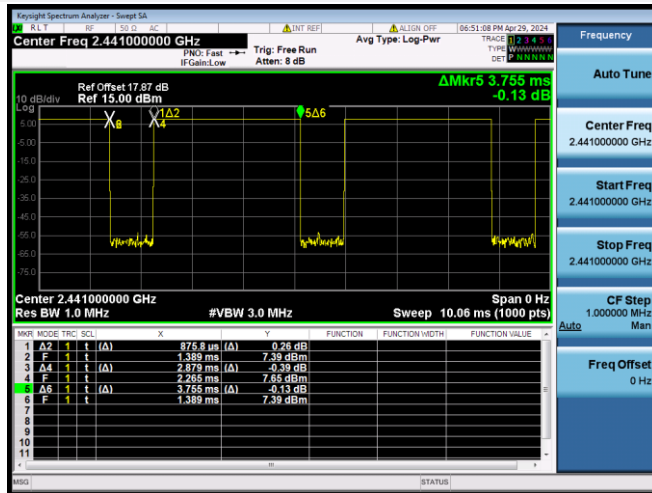 Keysight Spectrum Analyzer - Swept SA
RLT RF 50 Ω AC INT REF ALIGN OFF 06:51:08 PM Apr 29, 2024
Center Freq 2.441000000 GHz
PNO: Fast
IFGain:Low
Trig: Free Run
Atten: 8 dB
Avg Type: Log-Pwr
TRACE 1 2 3 4 5 6
TYPE WWWWWW
DET P NNNNN
Ref Offset 17.87 dB
10 dB/div Ref 15.00 dBm
ΔMkr5 3.755 ms
-0.13 dB
Log
5.00
-5.00
-15.0
-25.0
-35.0
-45.0
-55.0
-65.0
-75.0
1Δ2
4
5Δ6
Center 2.441000000 GHz Span 0 Hz
Res BW 1.0 MHz #VBW 3.0 MHz Sweep 10.06 ms (1000 pts)
MKR MODE TRC SCL X Y FUNCTION FUNCTION WIDTH FUNCTION VALUE
1 Δ2 1 t (Δ) 875.8 µs (Δ) 0.26 dB
2 F 1 t 1.389 ms 7.39 dBm
3 Δ4 1 t (Δ) 2.879 ms (Δ) -0.39 dB
4 F 1 t 2.265 ms 7.65 dBm
5 Δ6 1 t (Δ) 3.755 ms (Δ) -0.13 dB
6 F 1 t 1.389 ms 7.39 dBm
7
8
9
10
11
MSG STATUS
Frequency
Auto Tune
Center Freq
2.441000000 GHz
Start Freq
2.441000000 GHz
Stop Freq
2.441000000 GHz
CF Step
1.000000 MHz
Auto Man
Freq Offset
0 Hz